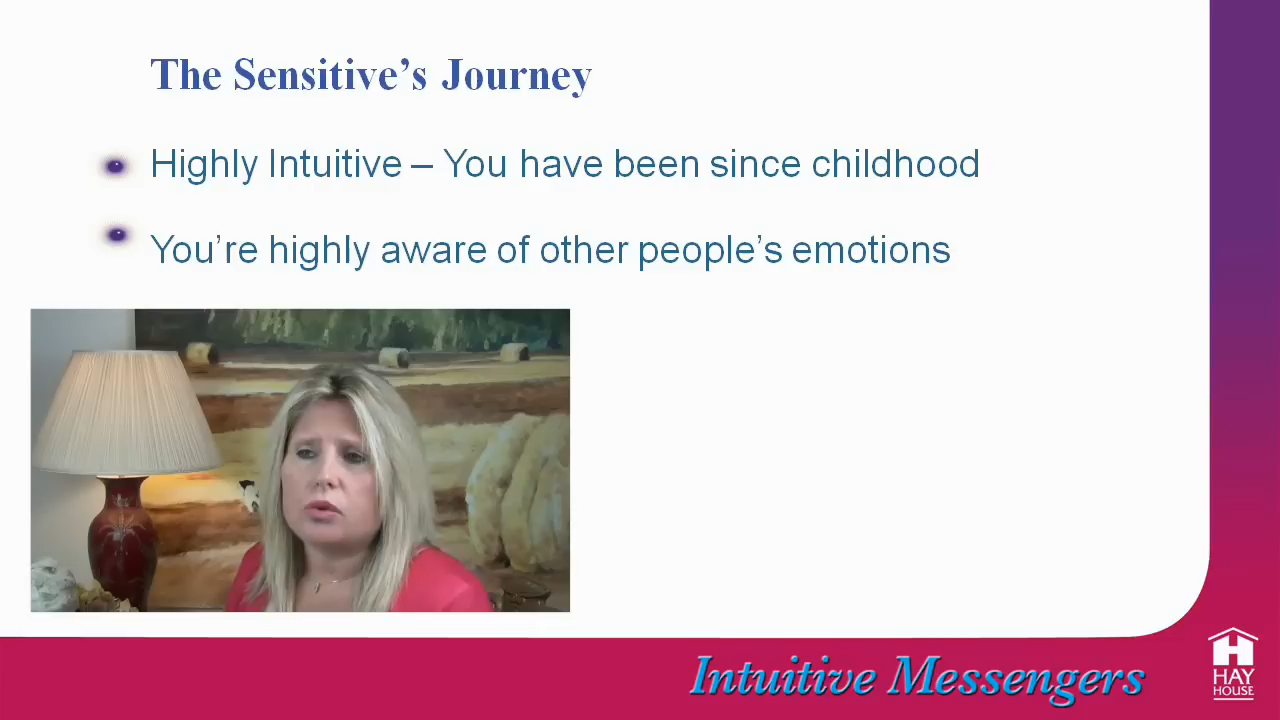 The Sensitive’s Journey
Highly Intuitive – You have been since childhood
You’re highly aware of other people’s emotions
Intuitive Messengers
HAY
HOUSE